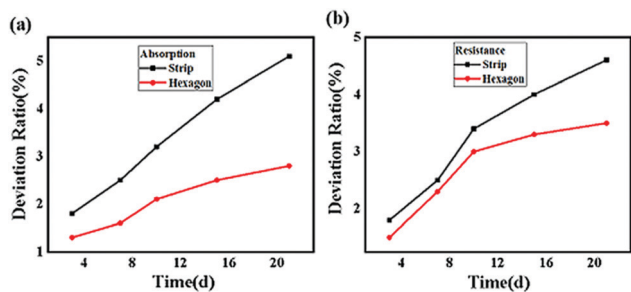 (a)
Absorption
Strip
Hexagon
Deviation Ratio(%)
5
4
3
2
1
4
8
12
16
20
Time(d)
(b)
Resistance
Strip
Hexagon
Deviation Ratio(%)
5
4
3
2
4
8
12
16
20
Time(d)